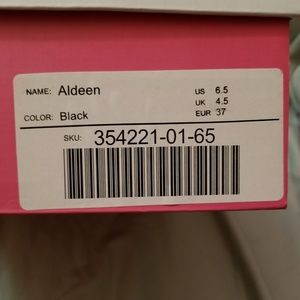 NAME: Aldeen US 6.5
UK 4.5
COLOR: Black EUR 37
SKU: 354221-01-65